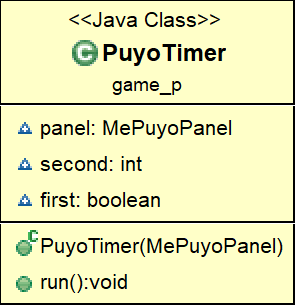 <<Java Class>>
C PuyoTimer
game_p
panel: MePuyoPanel
second: int
first: boolean
C PuyoTimer(MePuyoPanel)
run():void